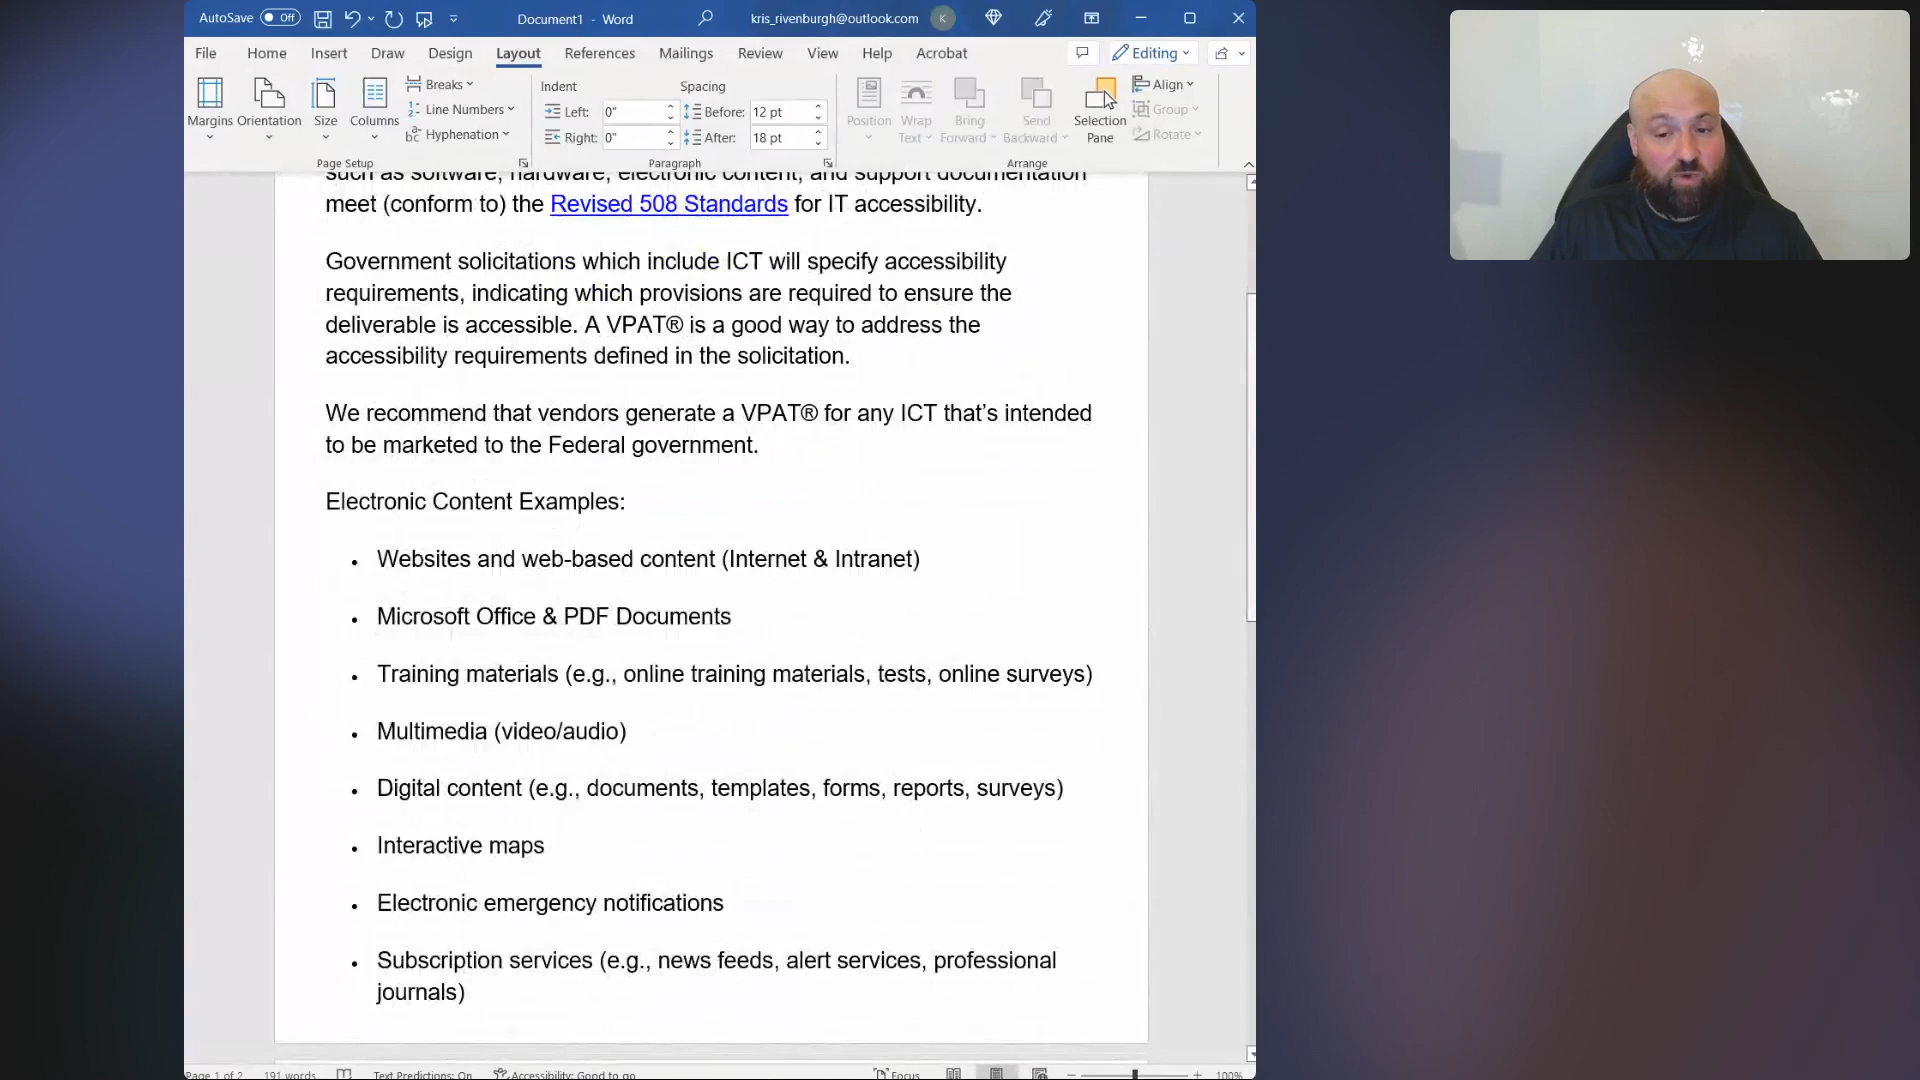 AutoSave Off Document1 - Word kris_rivenburgh@outlook.com K
File Home Insert Draw Design Layout References Mailings Review View Help Acrobat Editing
Margins Orientation Size Columns Breaks Line Numbers Hyphenation
Page Setup
Indent Spacing
Left: 0" Before: 12 pt
Right: 0" After: 18 pt
Paragraph
Position Wrap Text Bring Forward Send Backward Selection Pane Align Group Rotate
Arrange
such as software, hardware, electronic content, and support documentation
meet (conform to) the Revised 508 Standards for IT accessibility.
Government solicitations which include ICT will specify accessibility
requirements, indicating which provisions are required to ensure the
deliverable is accessible. A VPAT® is a good way to address the
accessibility requirements defined in the solicitation.
We recommend that vendors generate a VPAT® for any ICT that’s intended
to be marketed to the Federal government.
Electronic Content Examples:
• Websites and web-based content (Internet & Intranet)
• Microsoft Office & PDF Documents
• Training materials (e.g., online training materials, tests, online surveys)
• Multimedia (video/audio)
• Digital content (e.g., documents, templates, forms, reports, surveys)
• Interactive maps
• Electronic emergency notifications
• Subscription services (e.g., news feeds, alert services, professional
journals)
Page 1 of 2 191 words Text Predictions: On Accessibility: Good to go Focus 100%